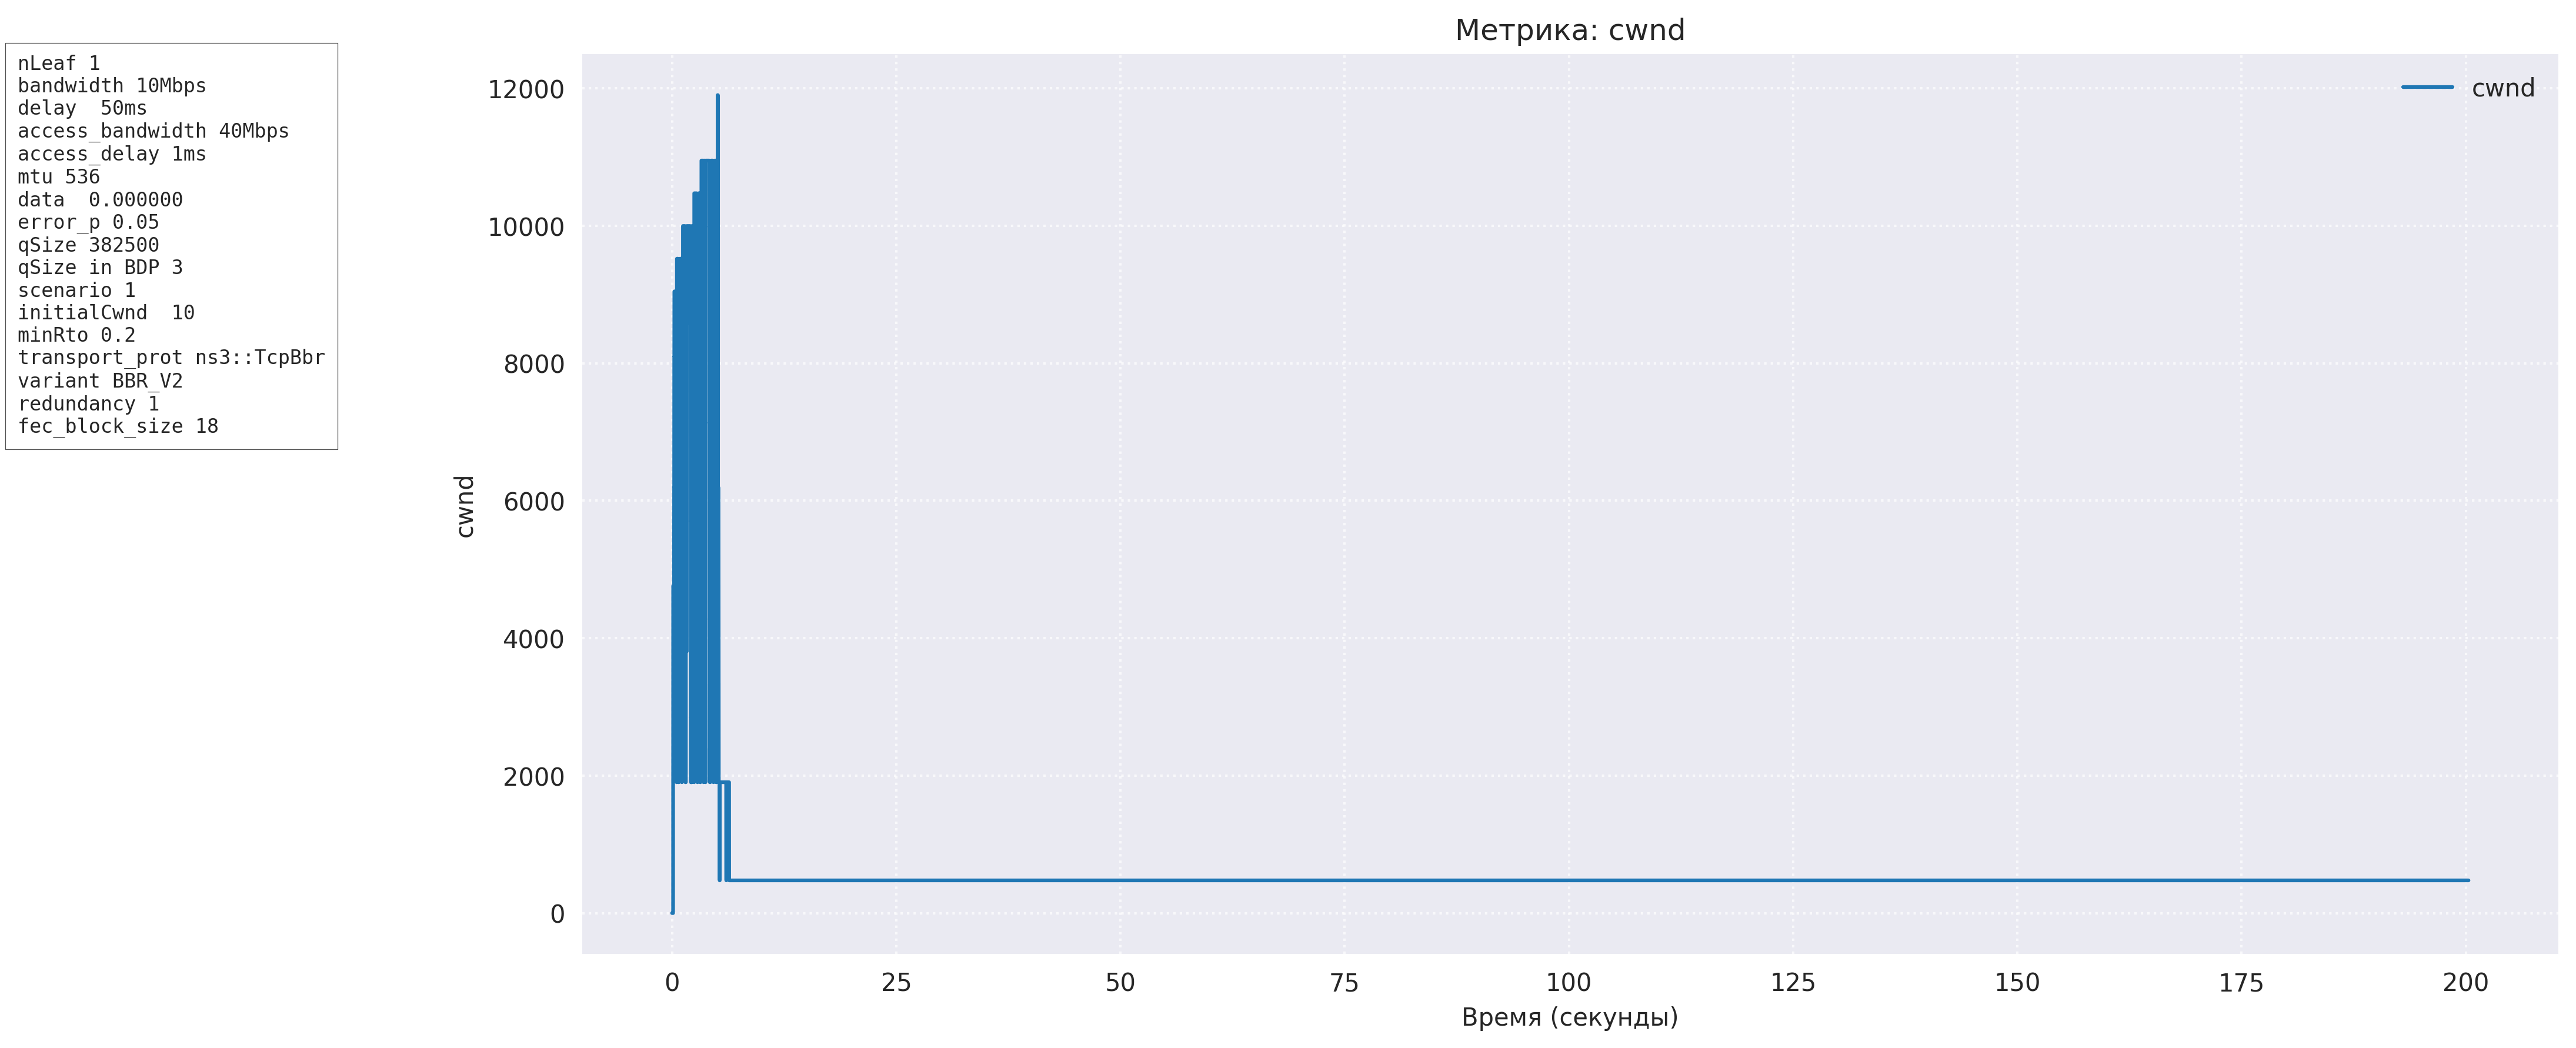 Метрика: cwnd
nLeaf 1
bandwidth 10Mbps
delay  50ms
access_bandwidth 40Mbps
access_delay 1ms
mtu 536
data  0.000000
error_p 0.05
qSize 382500
qSize in BDP 3
scenario 1
initialCwnd  10
minRto 0.2
transport_prot ns3::TcpBbr
variant BBR_V2
redundancy 1
fec_block_size 18
cwnd
12000
10000
8000
6000
4000
2000
0
cwnd
0 25 50 75 100 125 150 175 200
Время (секунды)